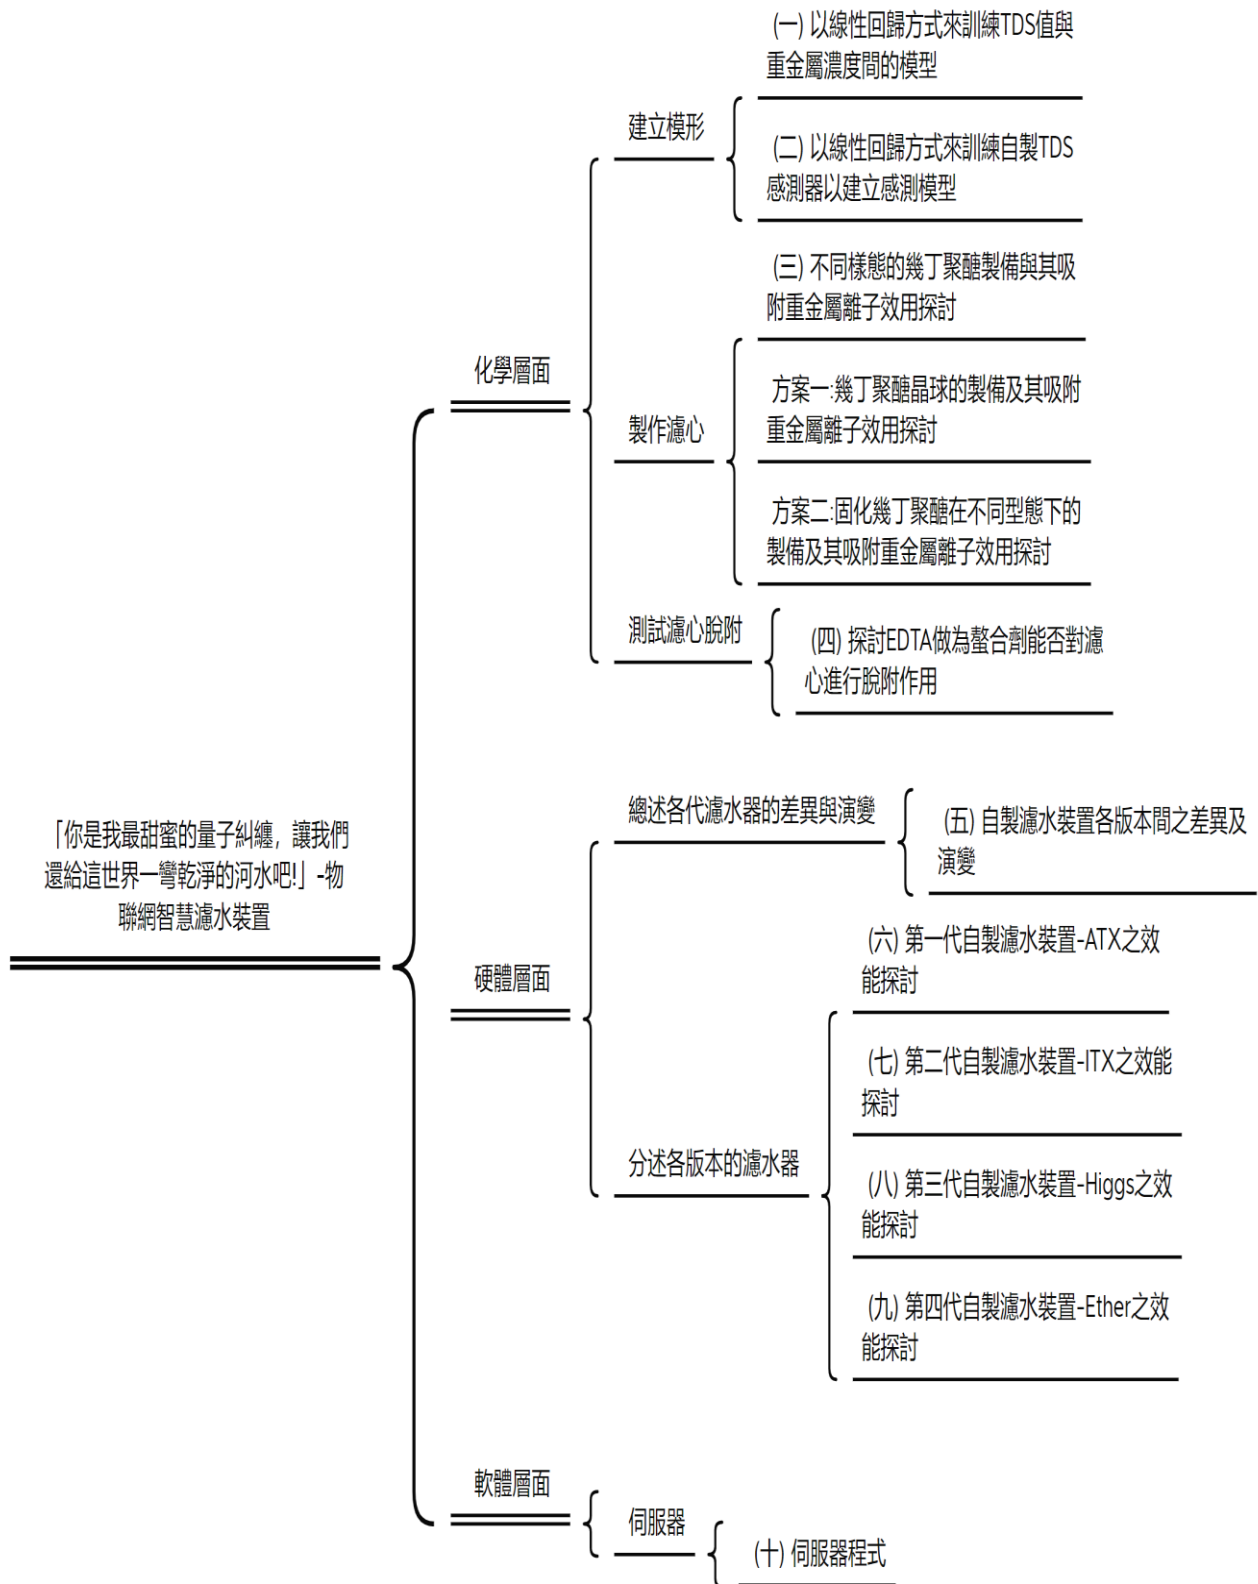 「你是我最甜蜜的量子糾纏，讓我們
還給這世界一彎乾淨的河水吧!」-物
聯網智慧濾水裝置
化學層面
建立模形
(一) 以線性回歸方式來訓練TDS值與
重金屬濃度間的模型
(二) 以線性回歸方式來訓練自製TDS
感測器以建立感測模型
製作濾心
(三) 不同樣態的幾丁聚醣製備與其吸
附重金屬離子效用探討
方案一:幾丁聚醣晶球的製備及其吸附
重金屬離子效用探討
方案二:固化幾丁聚醣在不同型態下的
製備及其吸附重金屬離子效用探討
測試濾心脫附
(四) 探討EDTA做為螯合劑能否對濾
心進行脫附作用
硬體層面
總述各代濾水器的差異與演變
(五) 自製濾水裝置各版本間之差異及
演變
分述各版本的濾水器
(六) 第一代自製濾水裝置-ATX之效
能探討
(七) 第二代自製濾水裝置-ITX之效能
探討
(八) 第三代自製濾水裝置-Higgs之效
能探討
(九) 第四代自製濾水裝置-Ether之效
能探討
軟體層面
伺服器
(十) 伺服器程式